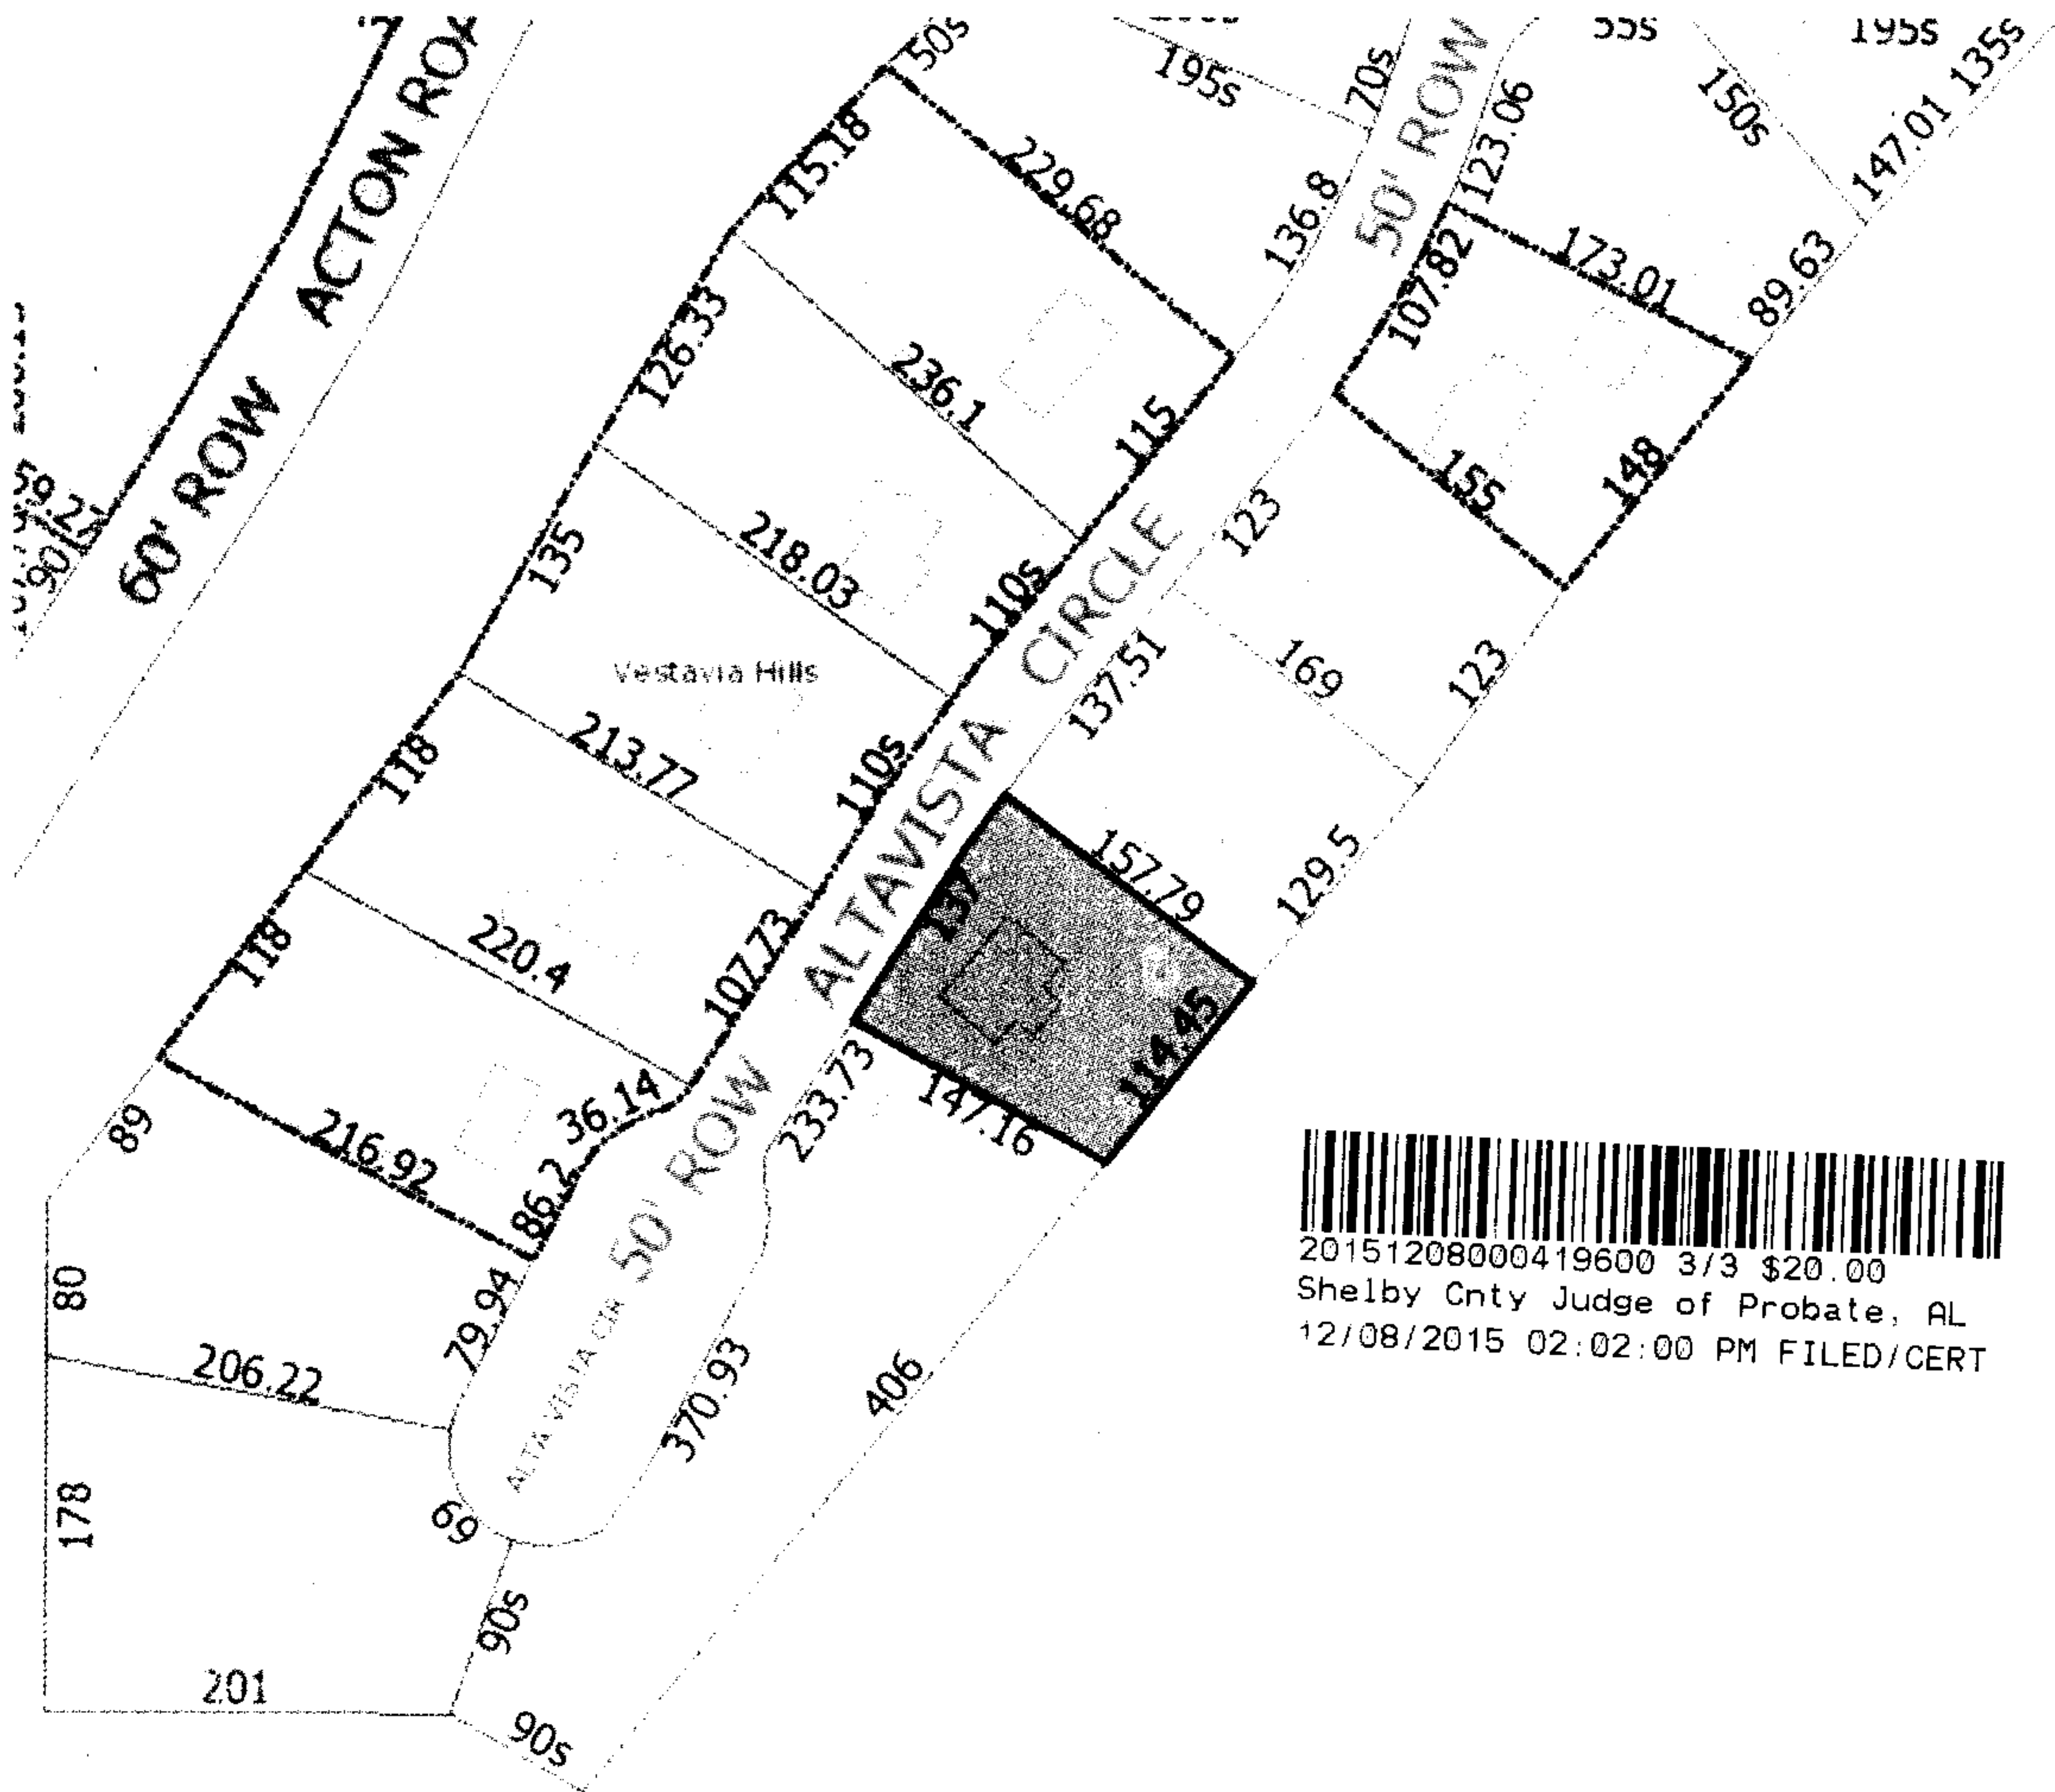 50s
195s
70s
50' ROW
55s
195s
135s
150s
147.01
123.06
ACTON
115.18
229.68
136.8
107.82
173.01
89.63
126.33
236.1
115
155
148
60' ROW
135
218.03
110s
123
Vestavia Hills
137.51
169
123
118
213.77
110s
ALTAVISTA CIRCLE
157.79
129.5
137
118
220.4
107.73
114.45
89
216.92
36.14
86.2
50' ROW
233.73
147.16
80
79.94
206.22
ALTA VISTA CIR
370.93
406
178
69
90s
201
90s
20151208000419600 3/3 $20.00
Shelby Cnty Judge of Probate, AL
12/08/2015 02:02:00 PM FILED/CERT